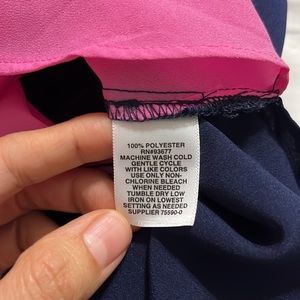 100% POLYESTER
RN#93677
MACHINE WASH COLD
GENTLE CYCLE
WITH LIKE COLORS
USE ONLY NON-
CHLORINE BLEACH
WHEN NEEDED
TUMBLE DRY LOW
IRON ON LOWEST
SETTING AS NEEDED
SUPPLIER 75590-0